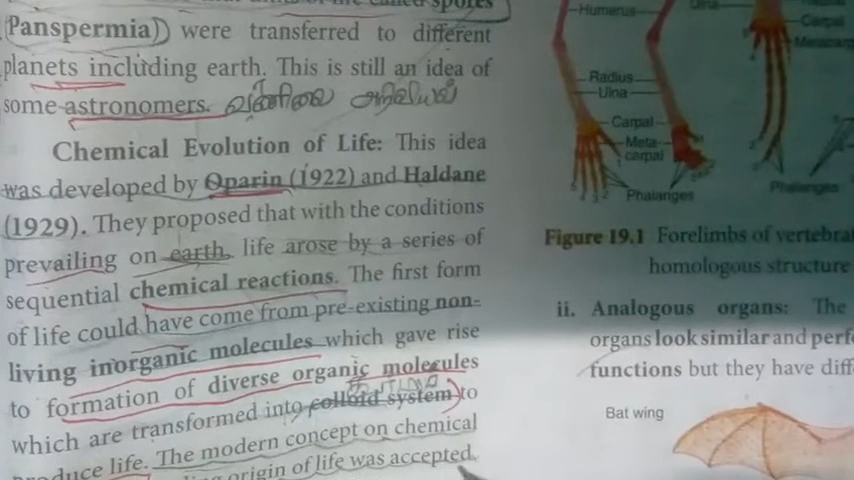 spores
(Panspermia)) were transferred to different
planets including earth. This is still an idea of
some astronomers.
Chemical Evolution of Life: This idea
was developed by Oparin (1922) and Haldane
(1929). They proposed that with the conditions
prevailing on earth, life arose by a series of
sequential chemical reactions. The first form
of life could have come from pre-existing non-
living inorganic molecules which gave rise
to formation of diverse organic molecules
which are transformed into colloid system to
produce life. The modern concept on chemical
origin of life was accepted.
Humerus
Radius
Ulna
Carpal
Meta-
carpal
Phalanges
Ulna
Carpal
Metacarp
Phalanges
Figure 19.1 Forelimbs of vertebra
homologous structure
ii. Analogous organs: The
organs look similar and perfo
functions but they have diff
Bat wing